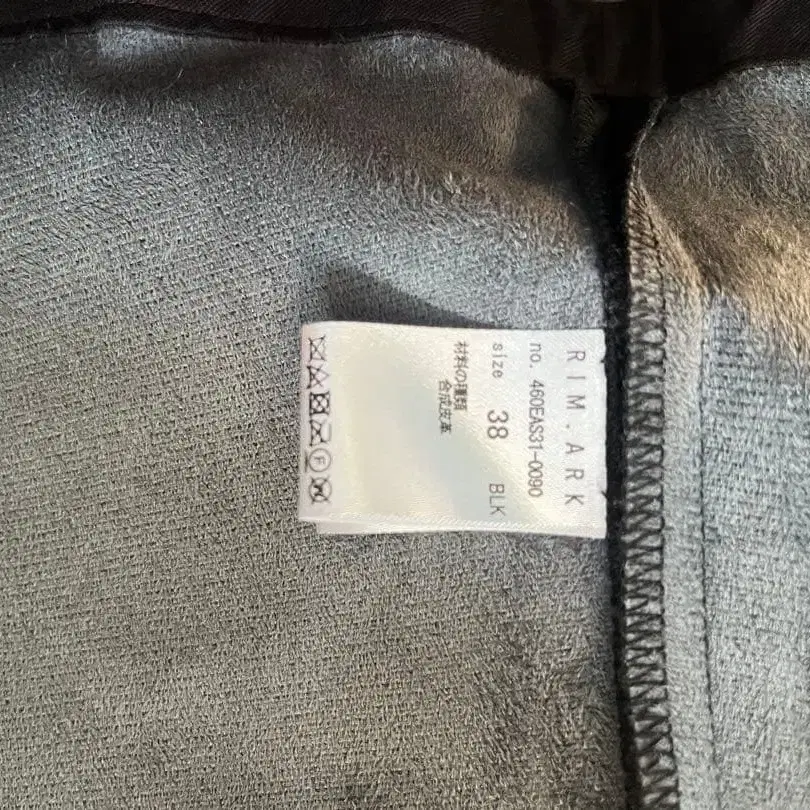 RIM.ARK
no. 460EAS31-0090
size 38 BLK
材料の種類
合成皮革
Ⓕ